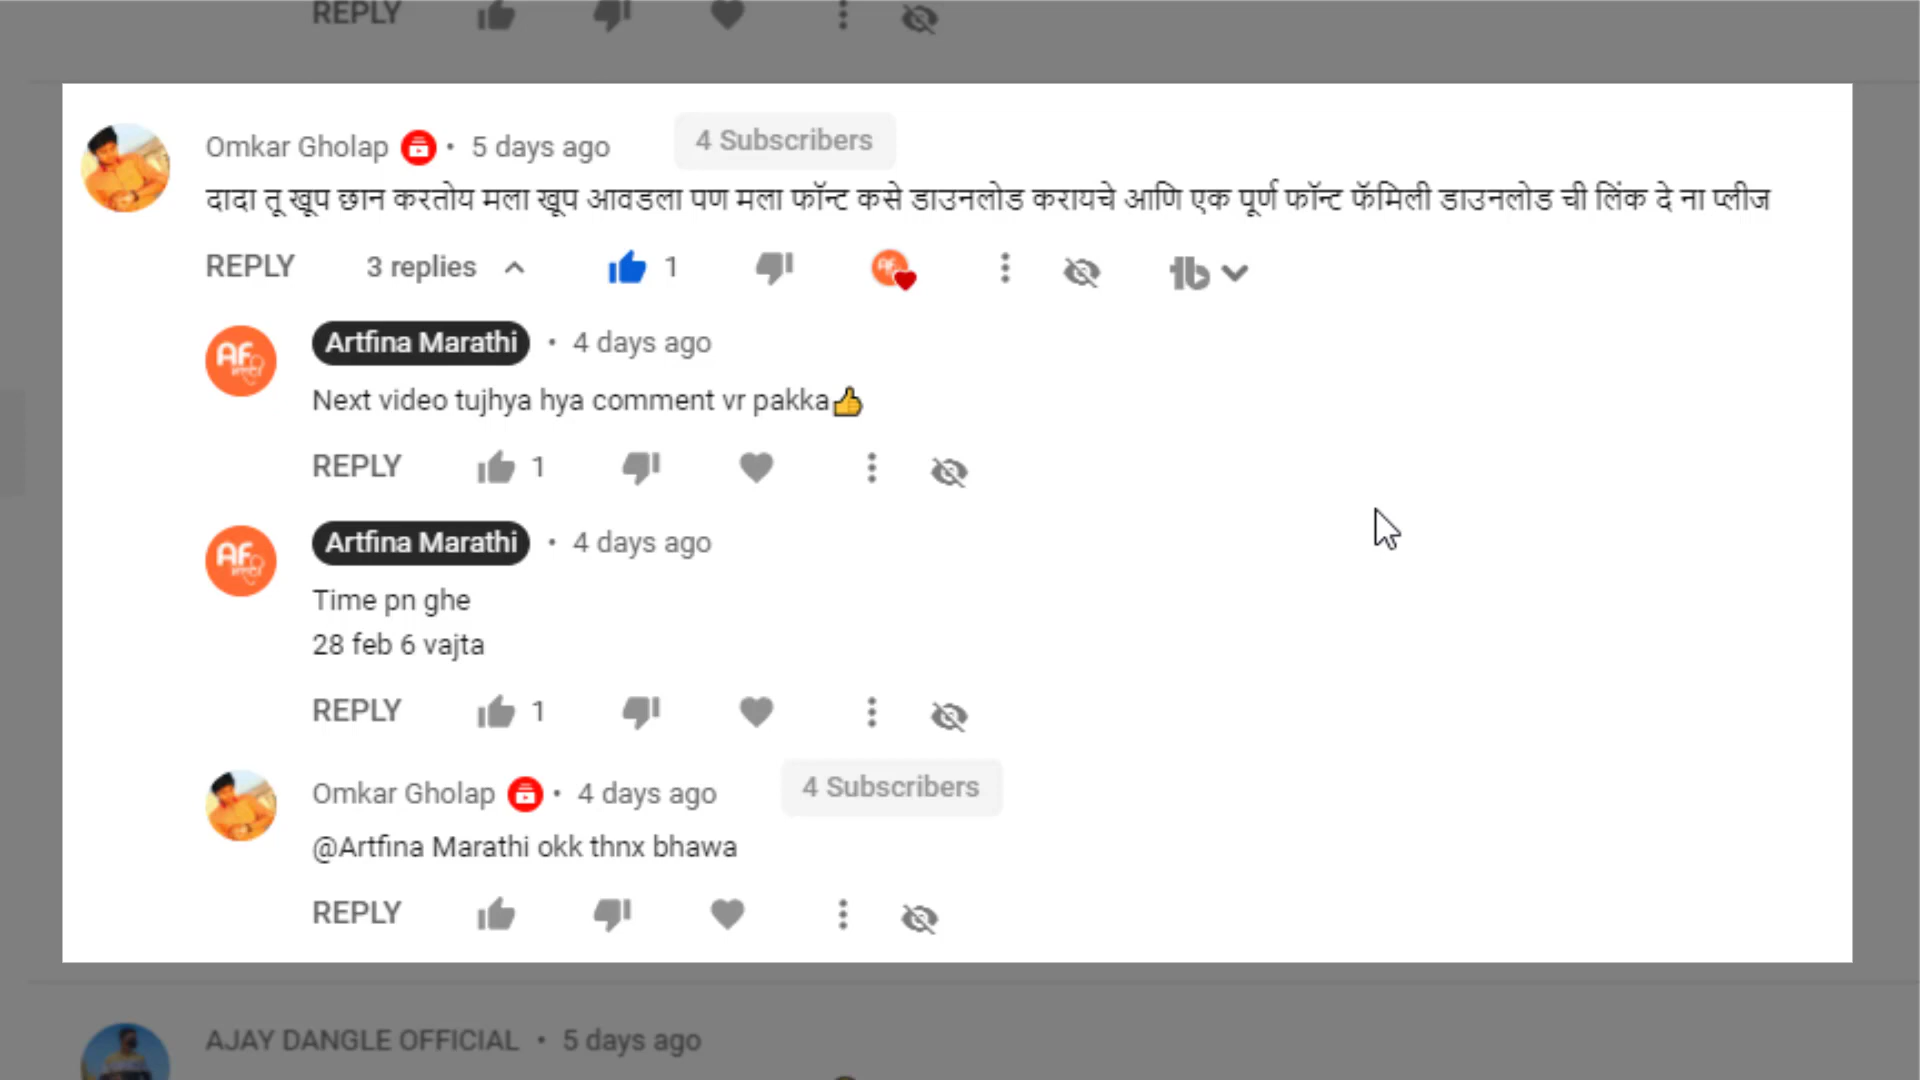 REPLY
Omkar Gholap • 5 days ago 4 Subscribers
दादा तू खूप छान करतोय मला खूप आवडला पण मला फॉन्ट कसे डाउनलोड करायचे आणि एक पूर्ण फॉन्ट फॅमिली डाउनलोड ची लिंक दे ना प्लीज
REPLY 3 replies 1
Artfina Marathi • 4 days ago
Next video tujhya hya comment vr pakka👍
REPLY 1
Artfina Marathi • 4 days ago
Time pn ghe
28 feb 6 vajta
REPLY 1
Omkar Gholap • 4 days ago 4 Subscribers
@Artfina Marathi okk thnx bhawa
REPLY
AJAY DANGLE OFFICIAL • 5 days ago